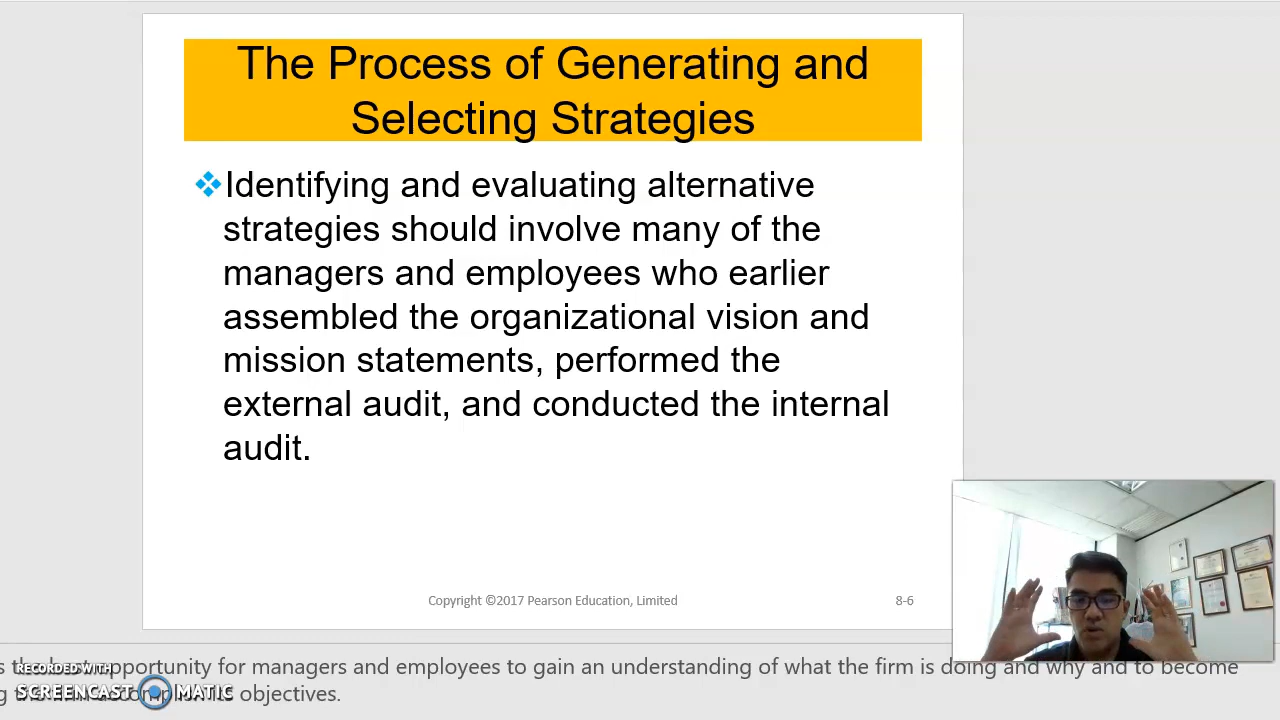 The Process of Generating and
Selecting Strategies
Identifying and evaluating alternative
strategies should involve many of the
managers and employees who earlier
assembled the organizational vision and
mission statements, performed the
external audit, and conducted the internal
audit.
Copyright ©2017 Pearson Education, Limited
8-6
opportunity for managers and employees to gain an understanding of what the firm is doing and why and to become
objectives.
RECORDED WITH
SCREENCAST MATIC